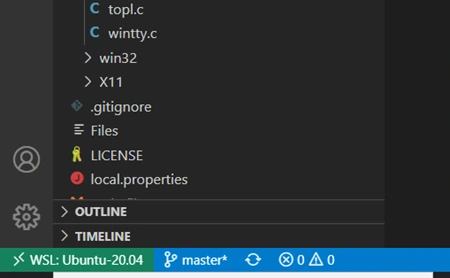 topl.c
wintty.c
win32
X11
.gitignore
Files
LICENSE
local.properties
OUTLINE
TIMELINE
WSL: Ubuntu-20.04 master* 0 0